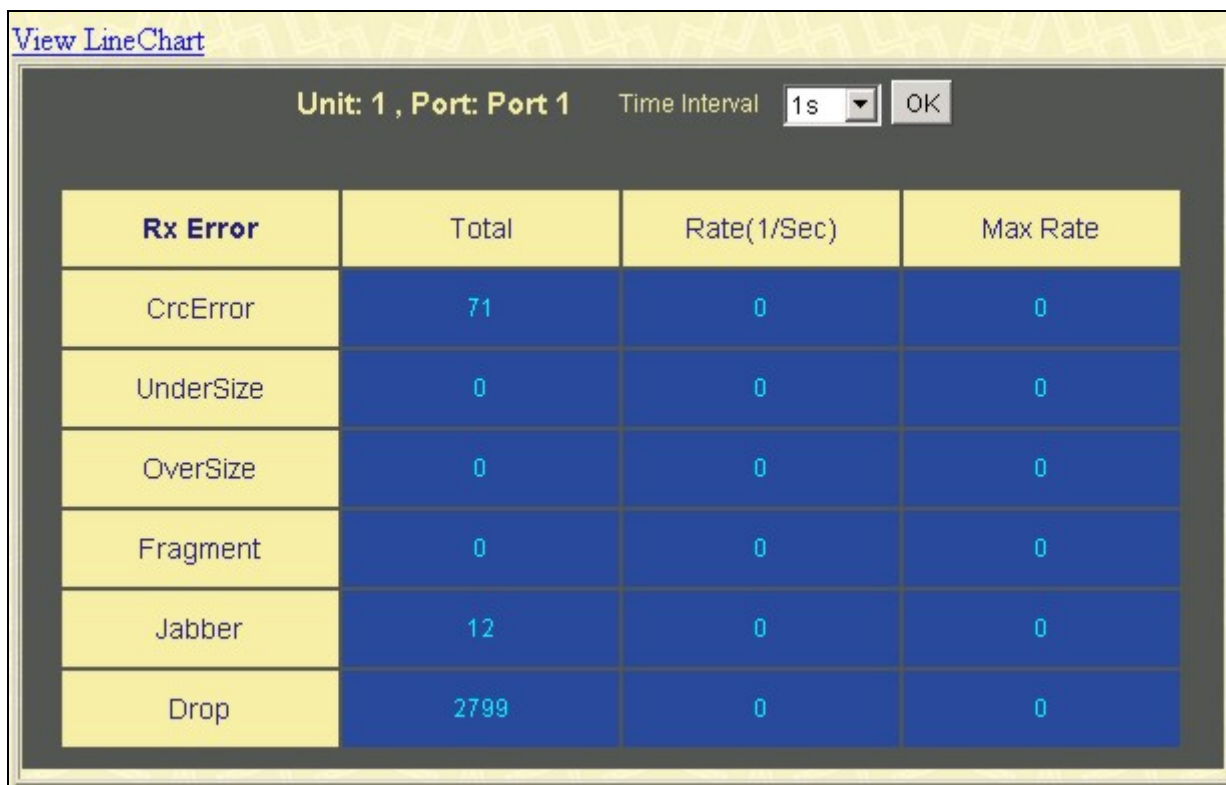 View LineChart
Unit: 1 , Port: Port 1 Time Interval 1s OK
Rx Error Total Rate(1/Sec) Max Rate
CrcError 71 0 0
UnderSize 0 0 0
OverSize 0 0 0
Fragment 0 0 0
Jabber 12 0 0
Drop 2799 0 0